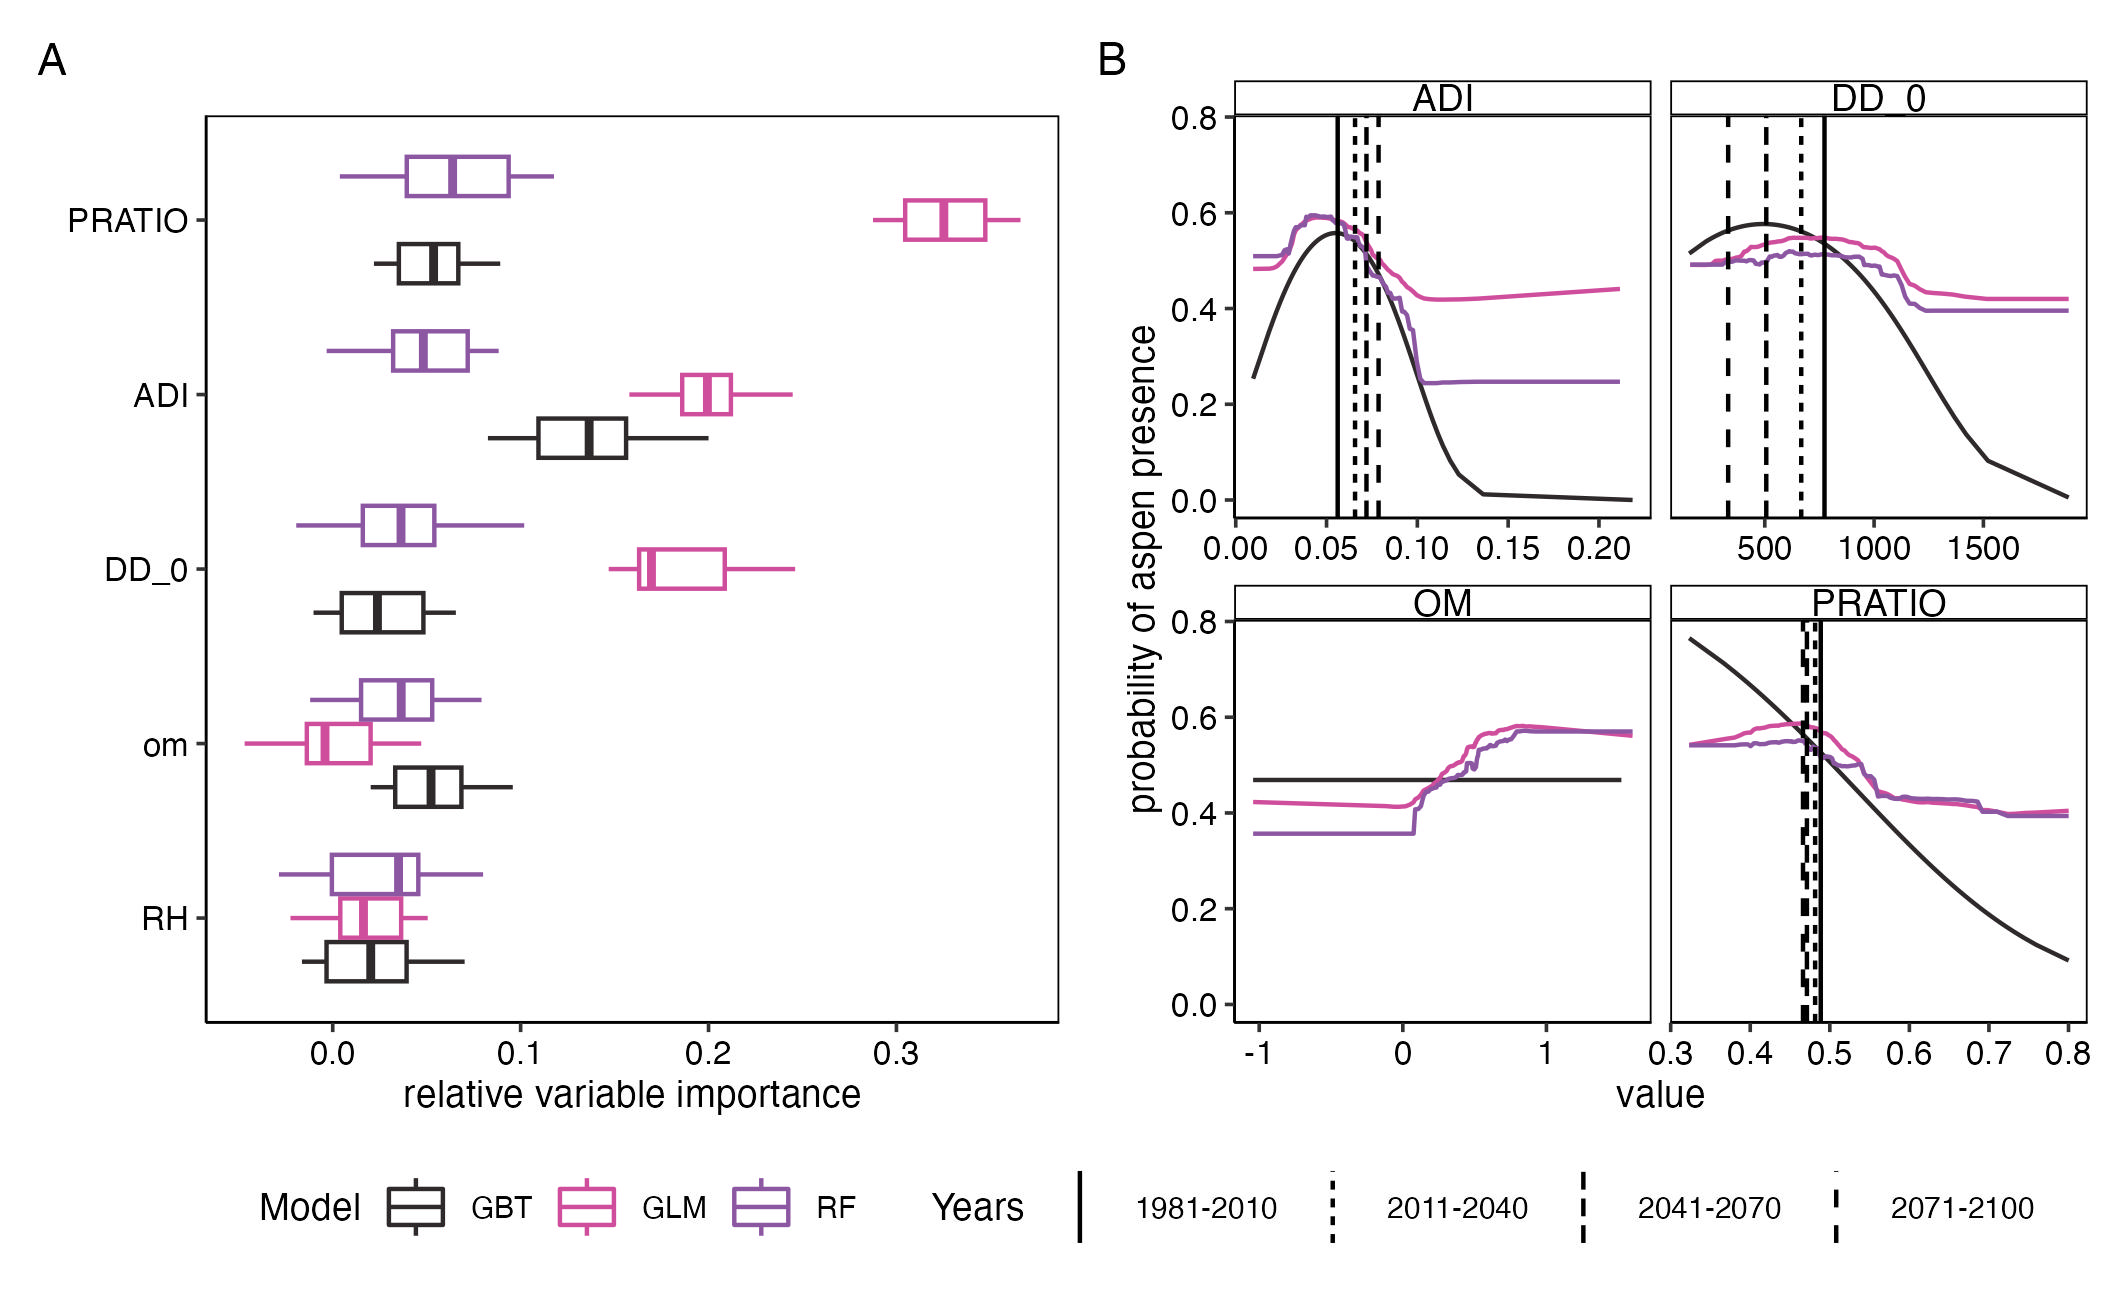 A
PRATIO
ADI
DD_0
om
RH
0.0 0.1 0.2 0.3
relative variable importance
B
probability of aspen presence
ADI
DD_0
0.8
0.6
0.4
0.2
0.0
0.00 0.05 0.10 0.15 0.20
500 1000 1500
OM
PRATIO
0.8
0.6
0.4
0.2
0.0
-1 0 1
0.3 0.4 0.5 0.6 0.7 0.8
value
Model GBT GLM RF Years 1981-2010 2011-2040 2041-2070 2071-2100